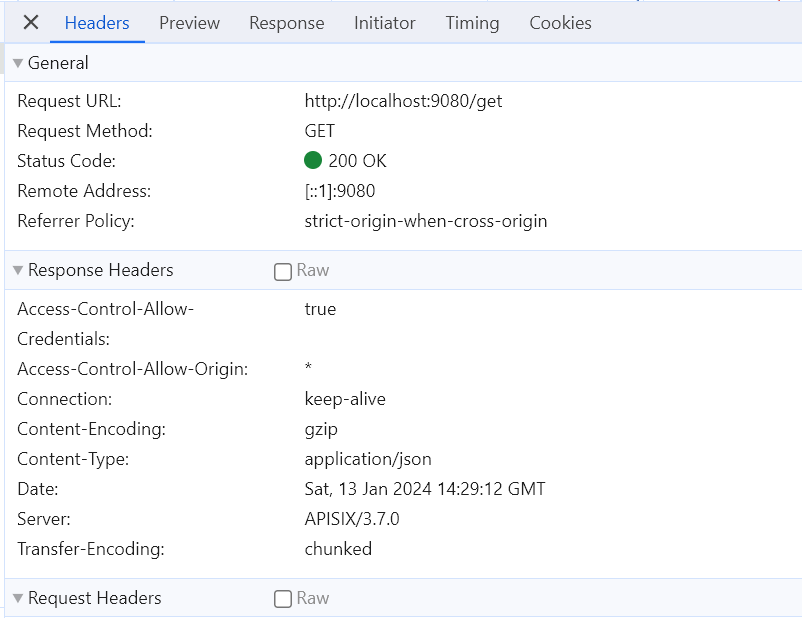 Headers Preview Response Initiator Timing Cookies
General
Request URL: http://localhost:9080/get
Request Method: GET
Status Code: 200 OK
Remote Address: [::1]:9080
Referrer Policy: strict-origin-when-cross-origin
Response Headers Raw
Access-Control-Allow- true
Credentials:
Access-Control-Allow-Origin: *
Connection: keep-alive
Content-Encoding: gzip
Content-Type: application/json
Date: Sat, 13 Jan 2024 14:29:12 GMT
Server: APISIX/3.7.0
Transfer-Encoding: chunked
Request Headers Raw